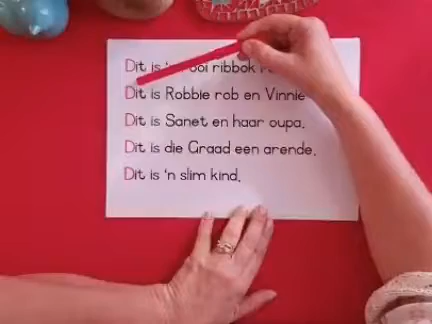 Dit is 'n mooi ribbok
Dit is Robbie rob en Vinnie
Dit is Sanet en haar oupa.
Dit is die Graad een arende.
Dit is 'n slim kind.